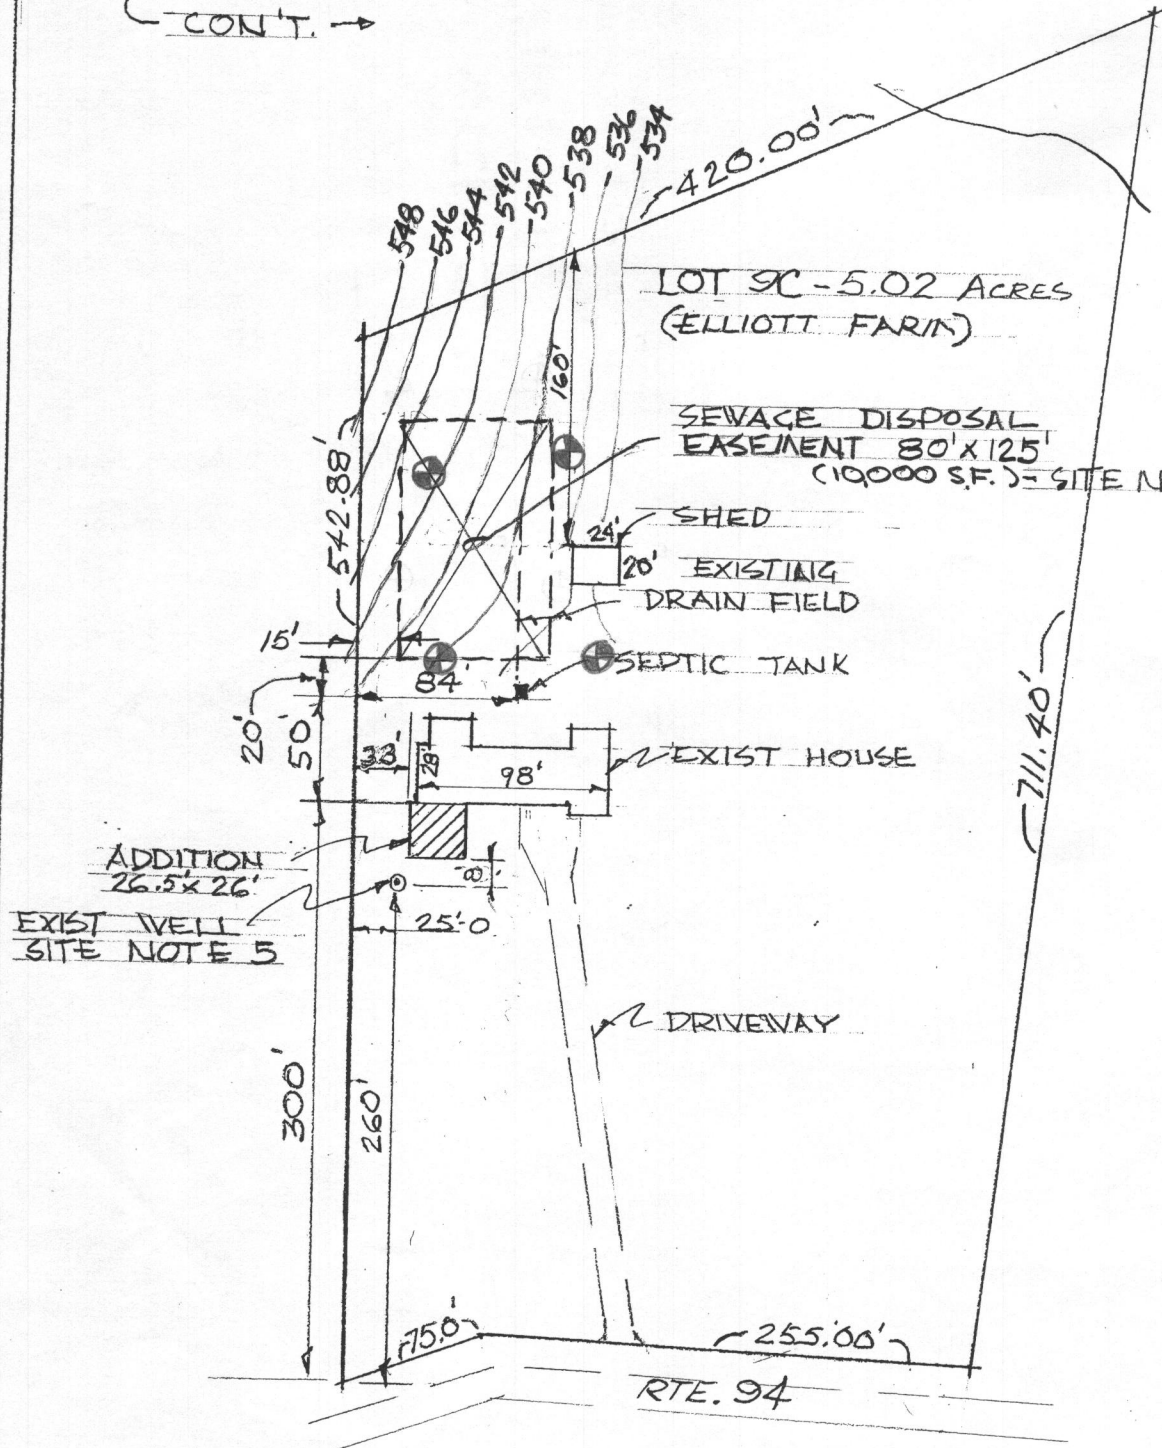 CON'T.
420.00'
548
546
544
542
540
538
536
534
LOT 9C - 5.02 ACRES
(ELLIOTT FARM)
160'
542.88'
SEWAGE DISPOSAL
EASEMENT 80' X 125'
(10,000 S.F.) - SITE N
SHED
24'
20'
EXISTING
DRAIN FIELD
15'
SEPTIC TANK
84'
20'
50'
33'
28'
98'
EXIST HOUSE
711.40'
ADDITION
26.5' x 26'
EXIST WELL
SITE NOTE 5
25'-0
DRIVEWAY
300'
260'
75.0'
255.00'
RTE. 94